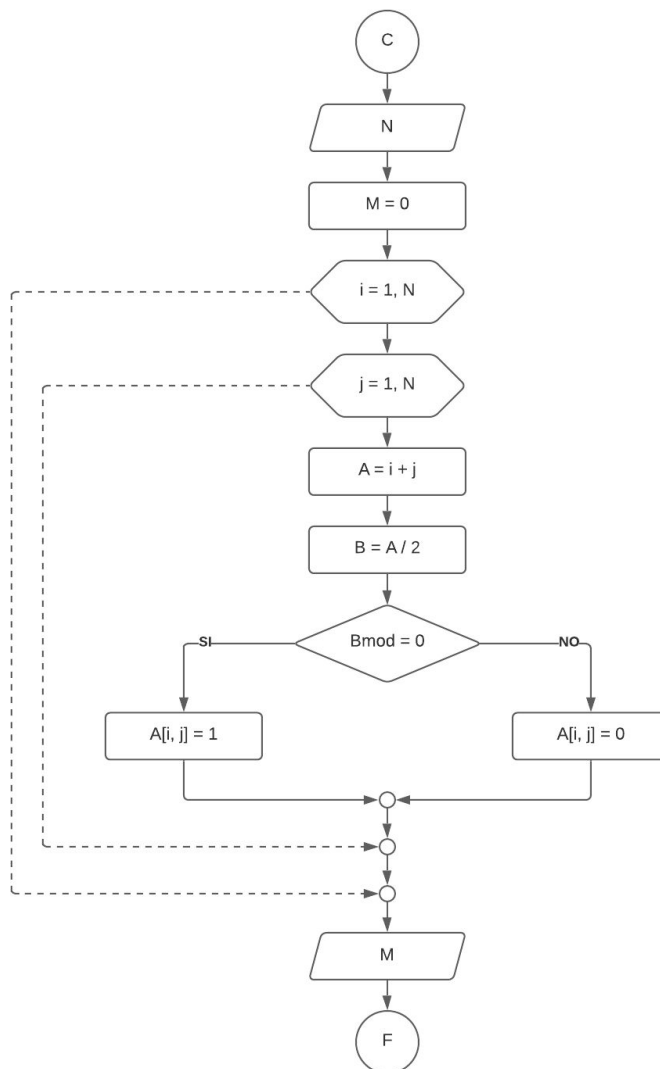 C
N
M = 0
i = 1, N
j = 1, N
A = i + j
B = A / 2
Bmod = 0
SI
NO
A[i, j] = 1
A[i, j] = 0
M
F